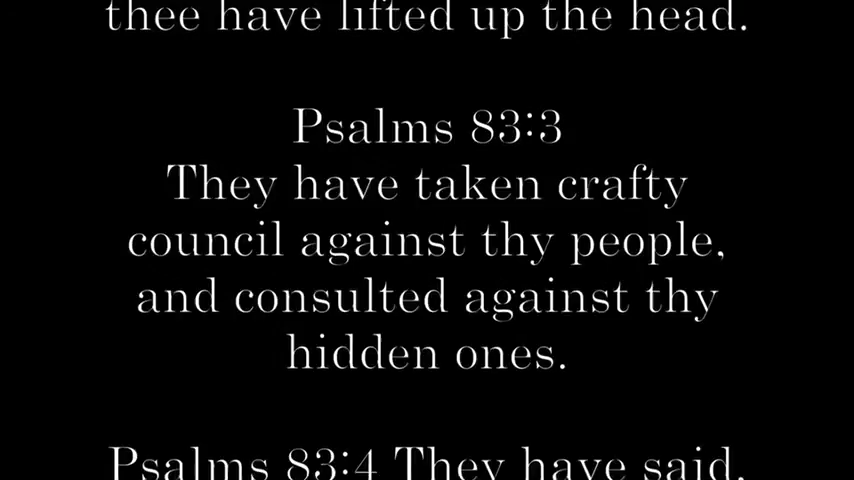 thee have lifted up the head.
Psalms 83:3
They have taken crafty
council against thy people,
and consulted against thy
hidden ones.
Psalms 83:4 They have said,